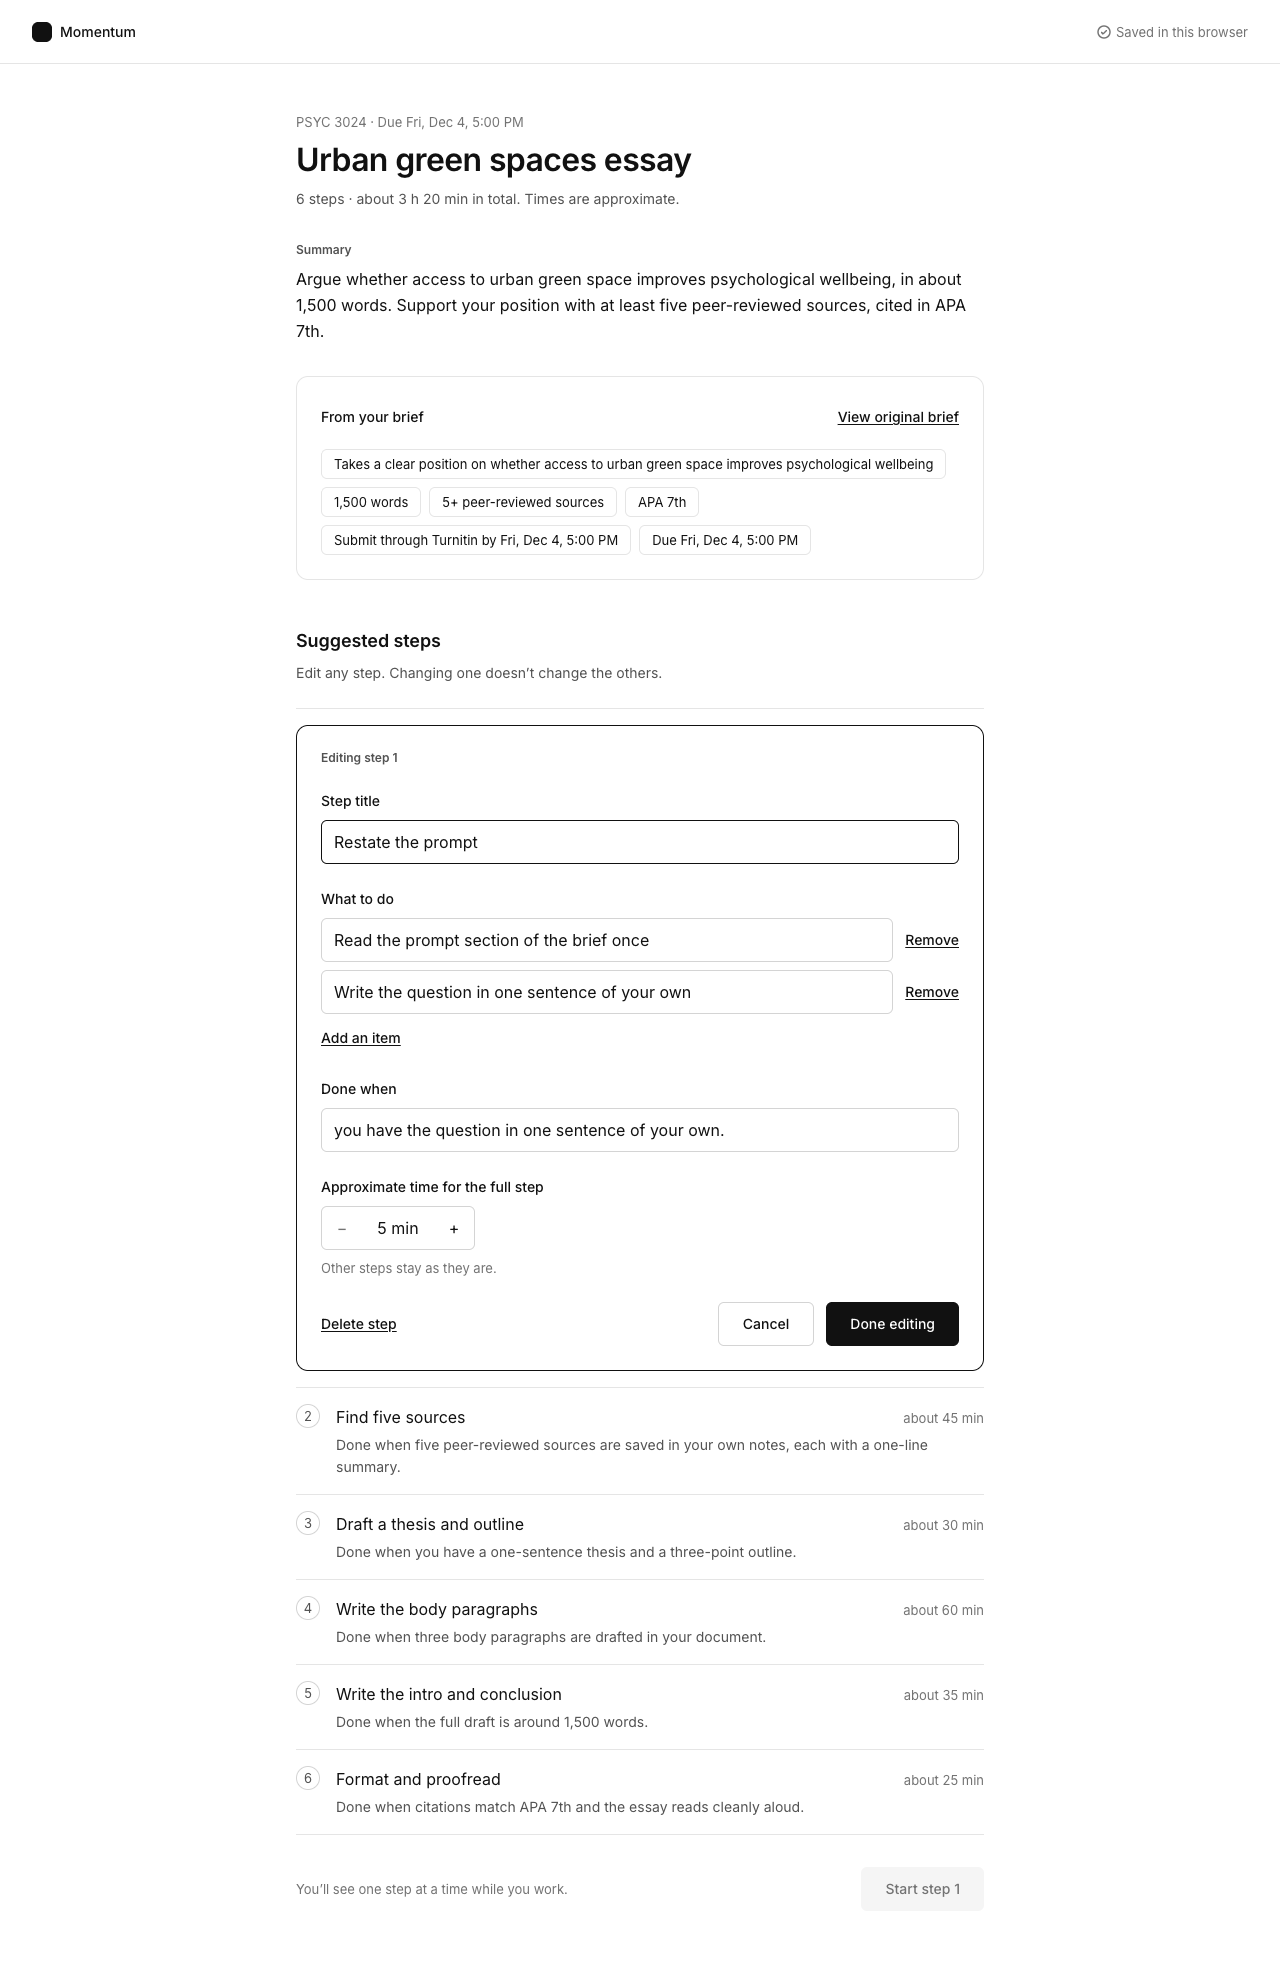 Momentum
Saved in this browser
PSYC 3024 · Due Fri, Dec 4, 5:00 PM
Urban green spaces essay
6 steps · about 3 h 20 min in total. Times are approximate.
Summary
Argue whether access to urban green space improves psychological wellbeing, in about
1,500 words. Support your position with at least five peer-reviewed sources, cited in APA
7th.
From your brief
View original brief
Takes a clear position on whether access to urban green space improves psychological wellbeing
1,500 words
5+ peer-reviewed sources
APA 7th
Submit through Turnitin by Fri, Dec 4, 5:00 PM
Due Fri, Dec 4, 5:00 PM
Suggested steps
Edit any step. Changing one doesn’t change the others.
Editing step 1
Step title
Restate the prompt
What to do
Read the prompt section of the brief once
Remove
Write the question in one sentence of your own
Remove
Add an item
Done when
you have the question in one sentence of your own.
Approximate time for the full step
− 5 min +
Other steps stay as they are.
Delete step
Cancel
Done editing
2 Find five sources about 45 min
Done when five peer-reviewed sources are saved in your own notes, each with a one-line
summary.
3 Draft a thesis and outline about 30 min
Done when you have a one-sentence thesis and a three-point outline.
4 Write the body paragraphs about 60 min
Done when three body paragraphs are drafted in your document.
5 Write the intro and conclusion about 35 min
Done when the full draft is around 1,500 words.
6 Format and proofread about 25 min
Done when citations match APA 7th and the essay reads cleanly aloud.
You’ll see one step at a time while you work.
Start step 1